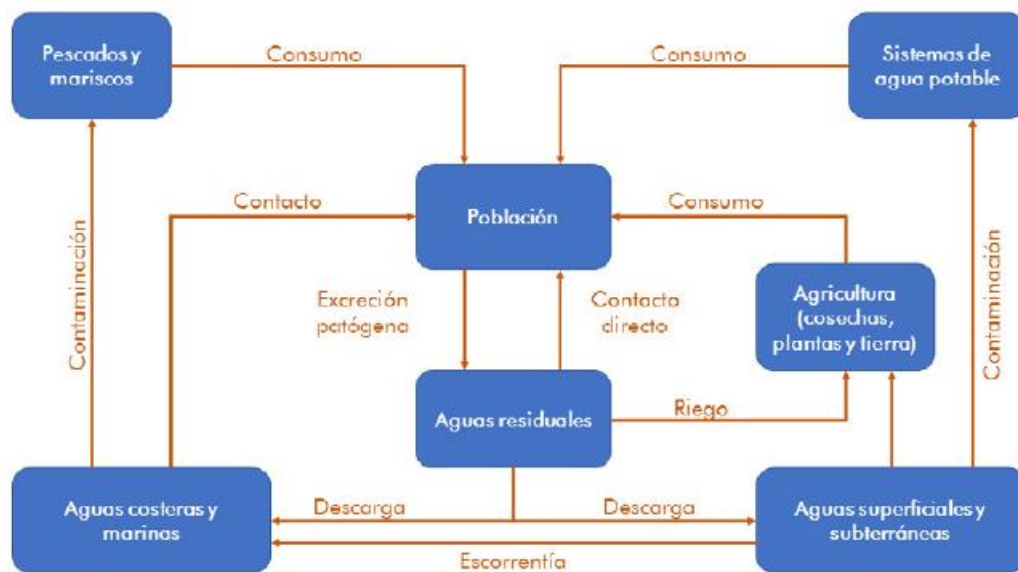 Pescados y
mariscos
Consumo
Consumo
Sistemas de
agua potable
Contacto
Población
Consumo
Contaminación
Excreción
patógena
Contacto
directo
Agricultura
(cosechas,
plantas y tierra)
Contaminación
Aguas residuales
Riego
Aguas costeras y
marinas
Descarga
Descarga
Aguas superficiales y
subterráneas
Escorrentía